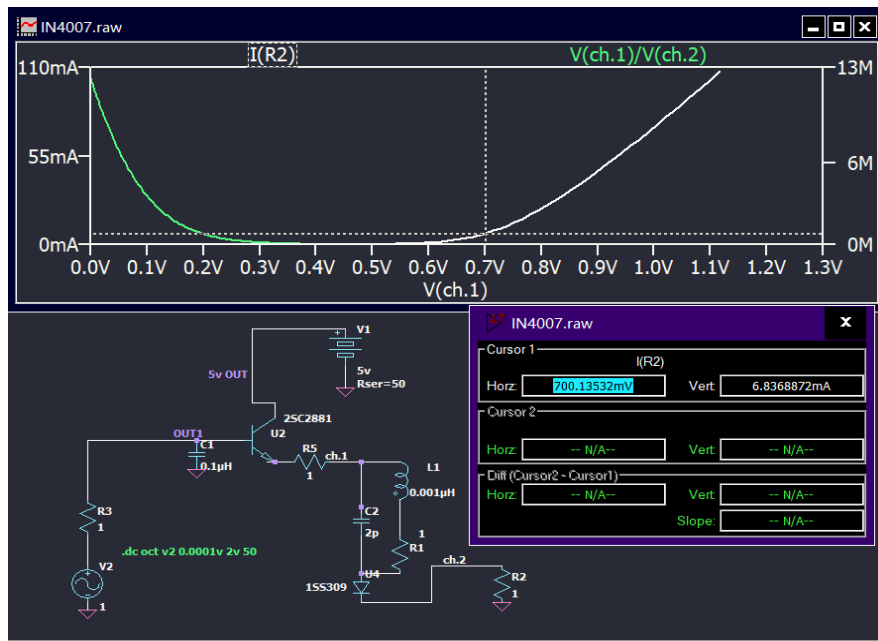 IN4007.raw
I(R2) V(ch.1)/V(ch.2)
110mA 13M
55mA 6M
0mA 0M
0.0V 0.1V 0.2V 0.3V 0.4V 0.5V 0.6V 0.7V 0.8V 0.9V 1.0V 1.1V 1.2V 1.3V
V(ch.1)
V1
5v
Rser=50
5v OUT
2SC2881
U2
OUT1
C1
0.1µH
R5
1
ch.1
L1
0.001µH
R3
1
C2
2p
1
R1
.dc oct v2 0.0001v 2v 50
V2
1
U4
1SS309
ch.2
R2
1
IN4007.raw x
Cursor 1
I(R2)
Horz: 700.13532mV Vert: 6.8368872mA
Cursor 2
Horz: -- N/A-- Vert: -- N/A--
Diff (Cursor2 - Cursor1)
Horz: -- N/A-- Vert: -- N/A--
Slope: -- N/A--